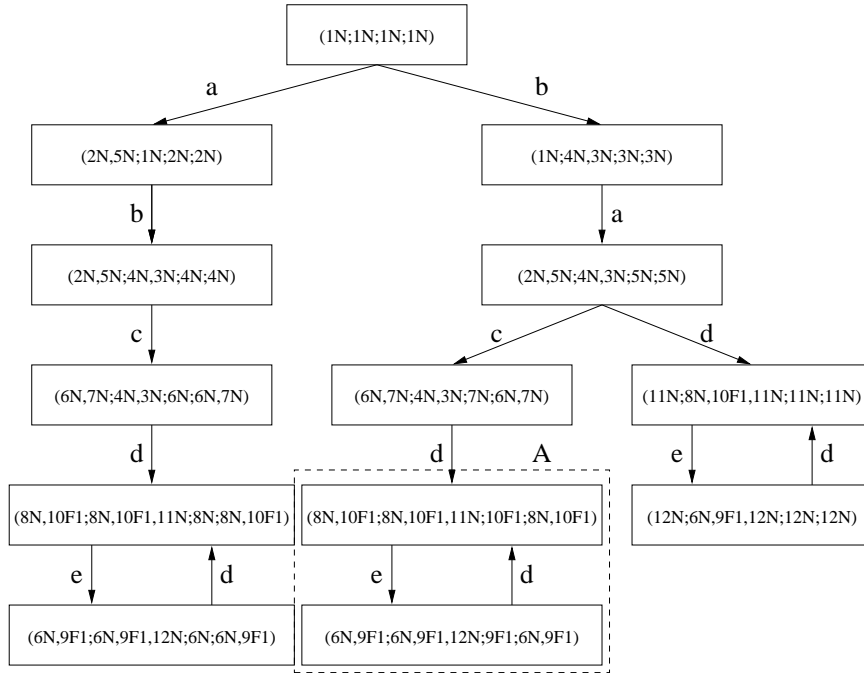 (1N;1N;1N;1N)
a
b
(2N,5N;1N;2N;2N)
(1N;4N,3N;3N;3N)
b
a
(2N,5N;4N,3N;4N;4N)
(2N,5N;4N,3N;5N;5N)
c
c
d
(6N,7N;4N,3N;6N;6N,7N)
(6N,7N;4N,3N;7N;6N,7N)
(11N;8N,10F1,11N;11N;11N)
d
d
A
e
d
(8N,10F1;8N,10F1,11N;8N;8N,10F1)
(8N,10F1;8N,10F1,11N;10F1;8N,10F1)
(12N;6N,9F1,12N;12N;12N)
e
d
e
d
(6N,9F1;6N,9F1,12N;6N;6N,9F1)
(6N,9F1;6N,9F1,12N;9F1;6N,9F1)